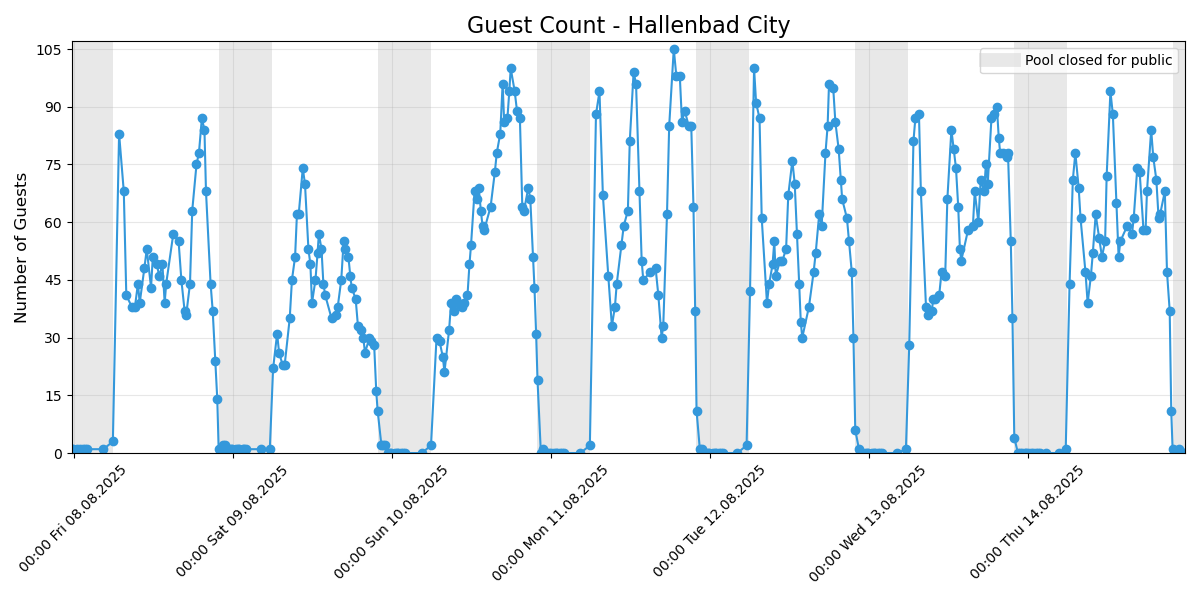 Guest Count - Hallenbad City
Pool closed for public
Number of Guests
105
90
75
60
45
30
15
0
00:00 Fri 08.08.2025
00:00 Sat 09.08.2025
00:00 Sun 10.08.2025
00:00 Mon 11.08.2025
00:00 Tue 12.08.2025
00:00 Wed 13.08.2025
00:00 Thu 14.08.2025